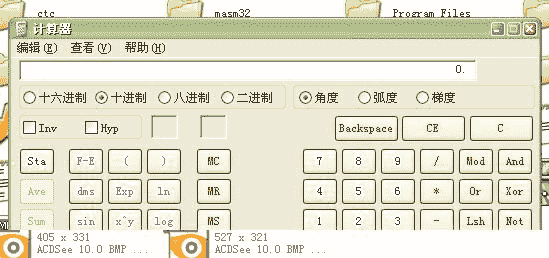 ctc masm32 Program Files
计算器
编辑(E) 查看(V) 帮助(H)
0.
十六进制 十进制 八进制 二进制 角度 弧度 梯度
Inv Hyp
Backspace CE C
Sta F-E ( ) MC 7 8 9 / Mod And
Ave dms Exp ln MR 4 5 6 * Or Xor
Sum sin x^y log MS 1 2 3 - Lsh Not
405 x 331 527 x 321
ACDSee 10.0 BMP ... ACDSee 10.0 BMP ...